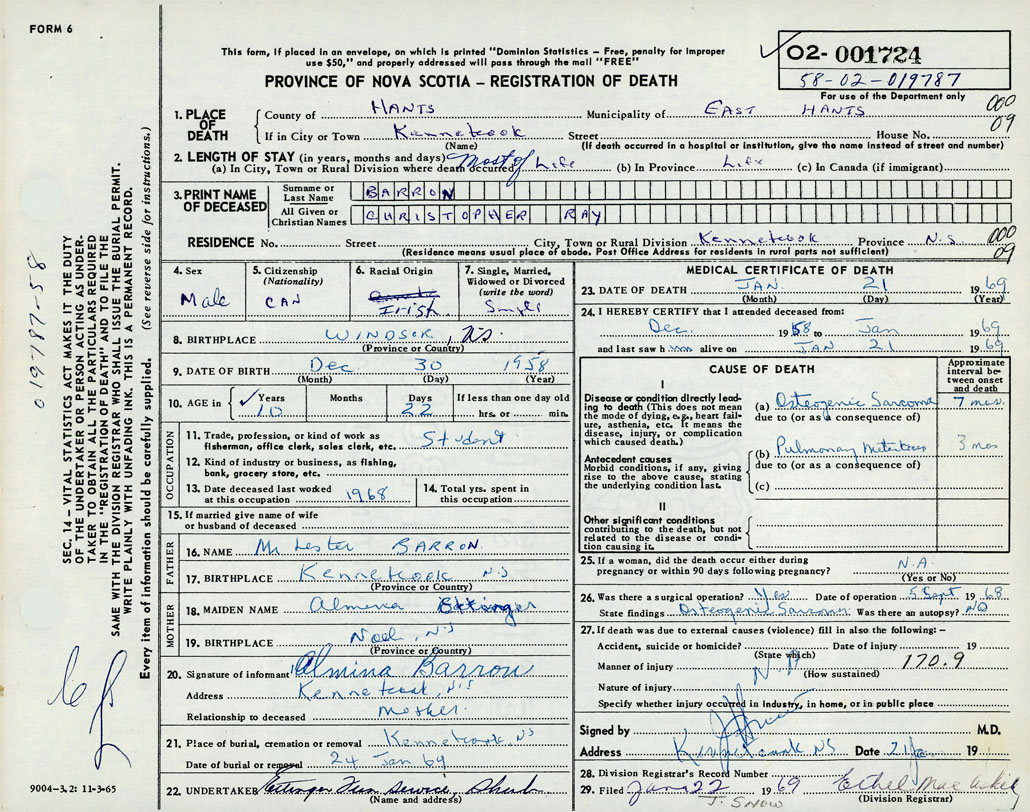 FORM 6
This form, if placed in an envelope, on which is printed "Dominion Statistics – Free, penalty for improper
use $50," and properly addressed will pass through the mail "FREE"
02-001724
58-02-019787
PROVINCE OF NOVA SCOTIA – REGISTRATION OF DEATH
For use of the Department only
1. PLACE OF DEATH
County of HANTS Municipality of EAST HANTS 000
If in City or Town Kennetcook Street House No. 09
(Name) (If death occurred in a hospital or institution, give the name instead of street and number)
2. LENGTH OF STAY (in years, months and days)
(a) In City, Town or Rural Division where death occurred Most of Life (b) In Province Life (c) In Canada (if immigrant)
3. PRINT NAME OF DECEASED
Surname or Last Name BARRON
All Given or Christian Names CHRISTOPHER RAY
RESIDENCE No. Street City, Town or Rural Division Kennetcook Province N.S 000
(Residence means usual place of abode. Post Office Address for residents in rural parts not sufficient) 09
4. Sex
Male
5. Citizenship
(Nationality)
CAN
6. Racial Origin
Irish
7. Single, Married,
Widowed or Divorced
(write the word)
Single
8. BIRTHPLACE WINDSOR, NS
(Province or Country)
9. DATE OF BIRTH Dec 30 1958
(Month) (Day) (Year)
10. AGE in Years Months Days If less than one day old
10 22 hrs. or min.
OCCUPATION
11. Trade, profession, or kind of work as
fisherman, office clerk, sales clerk, etc. Student
12. Kind of industry or business, as fishing,
bank, grocery store, etc.
13. Date deceased last worked
at this occupation 1968
14. Total yrs. spent in
this occupation
15. If married give name of wife
or husband of deceased
FATHER
16. NAME Mr Lester BARRON
17. BIRTHPLACE Kennetcook N.S
(Province or Country)
MOTHER
18. MAIDEN NAME Almina Ettinger
19. BIRTHPLACE Noel, N.S
(Province or Country)
20. Signature of informant Almina Barron
Address Kennetcook, N.S
Relationship to deceased Mother.
21. Place of burial, cremation or removal Kennetcook, NS
Date of burial or removal 24 Jan 69
22. UNDERTAKER Ettinger Fun Service, Shub
(Name and address)
MEDICAL CERTIFICATE OF DEATH
23. DATE OF DEATH JAN. 21 1969
(Month) (Day) (Year)
24. I HEREBY CERTIFY that I attended deceased from:
Dec. 1958 to Jan 1969
and last saw him alive on JAN 21 1969
CAUSE OF DEATH
Approximate interval between onset and death
I
Disease or condition directly leading to death (This does not mean the mode of dying, e.g., heart failure, asthenia, etc. It means the disease, injury, or complication which caused death.)
(a) Osteogenic Sarcoma 7 mos.
due to (or as a consequence of)
Antecedent causes
Morbid conditions, if any, giving rise to the above cause, stating the underlying condition last.
(b) Pulmonary 3 mos
due to (or as a consequence of)
(c)
II
Other significant conditions
contributing to the death, but not related to the disease or condition causing it.
25. If a woman, did the death occur either during
pregnancy or within 90 days following pregnancy? N.A.
(Yes or No)
26. Was there a surgical operation? Yes Date of operation 5 Sept 1968
State findings Osteogenic Sarcoma Was there an autopsy? NO
27. If death was due to external causes (violence) fill in also the following:–
Accident, suicide or homicide? Date of injury 19
(State which)
Manner of injury N.A 170.9
(How sustained)
Nature of injury
Specify whether injury occurred in industry, in home, or in public place
Signed by M.D.
Address Kennetcook NS Date 21/ 19
28. Division Registrar's Record Number
29. Filed Jan 22 1969 Ethel Mae
J. SNOW (Division Registrar)
9004–3.2: 11-3-65
019787-58
SEC. 14 – VITAL STATISTICS ACT MAKES IT THE DUTY
OF THE UNDERTAKER OR PERSON ACTING AS UNDER-
TAKER TO OBTAIN ALL THE PARTICULARS REQUIRED
IN THE "REGISTRATION OF DEATH" AND TO FILE THE
SAME WITH THE DIVISION REGISTRAR WHO SHALL ISSUE THE BURIAL PERMIT.
WRITE PLAINLY WITH UNFADING INK. THIS IS A PERMANENT RECORD.
Every item of information should be carefully supplied. (See reverse side for instructions.)